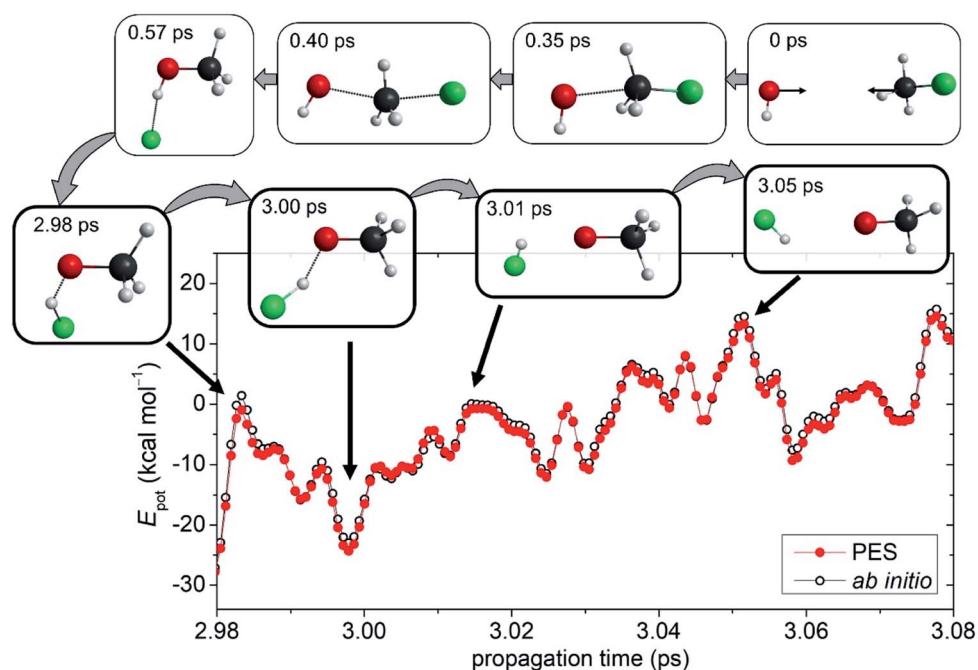 0.57 ps
0.40 ps
0.35 ps
0 ps
2.98 ps
3.00 ps
3.01 ps
3.05 ps
20
10
0
-10
-20
-30
E_pot (kcal mol⁻¹)
PES
ab initio
2.98
3.00
3.02
3.04
3.06
3.08
propagation time (ps)